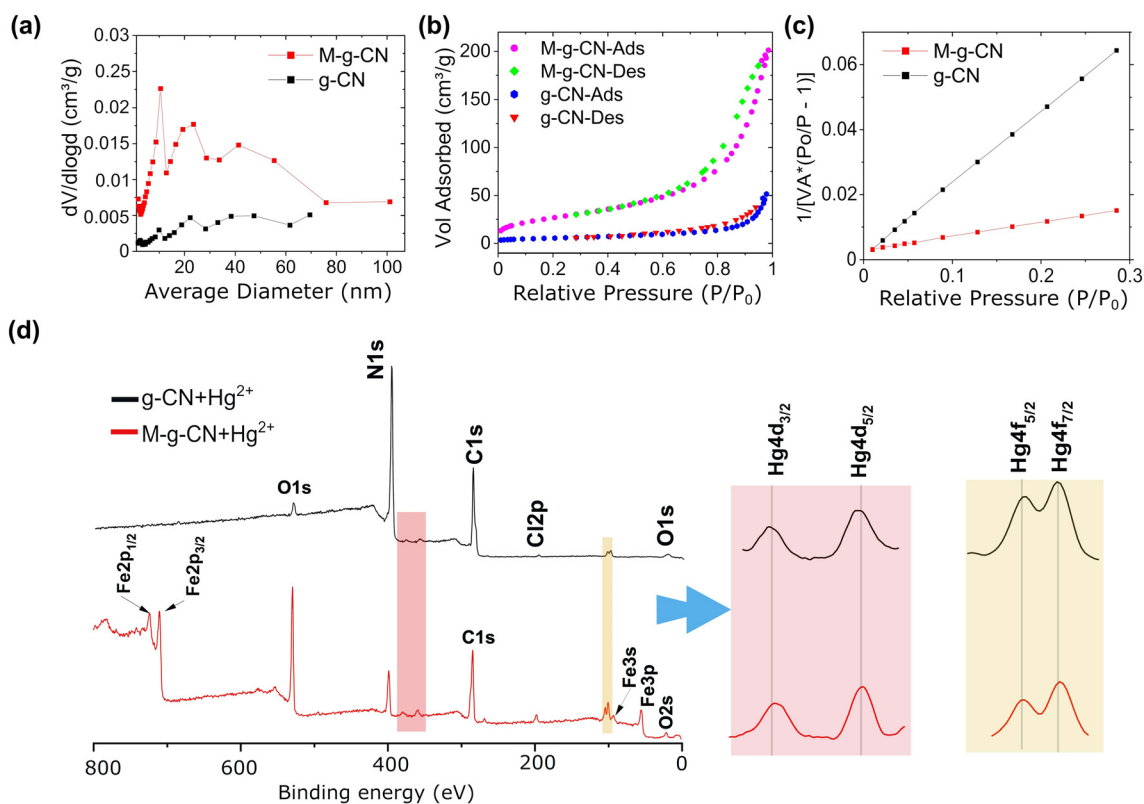 (a)
0.03
0.025
0.02
0.015
0.01
0.005
0
dV/dlogd (cm³/g)
M-g-CN
g-CN
20
40
60
80
100
Average Diameter (nm)
(b)
200
150
100
50
0
Vol Adsorbed (cm³/g)
M-g-CN-Ads
M-g-CN-Des
g-CN-Ads
g-CN-Des
0
0.2
0.4
0.6
0.8
1
Relative Pressure (P/P₀)
(c)
0.06
0.04
0.02
0
1/[VA*(Po/P - 1)]
M-g-CN
g-CN
0
0.1
0.2
0.3
Relative Pressure (P/P₀)
(d)
g-CN+Hg²⁺
M-g-CN+Hg²⁺
O1s
N1s
C1s
Cl2p
O1s
Fe2p₁/₂
Fe2p₃/₂
C1s
Fe3s
Fe3p
O2s
800
600
400
200
0
Binding energy (eV)
Hg4d₃/₂
Hg4d₅/₂
Hg4f₅/₂
Hg4f₇/₂